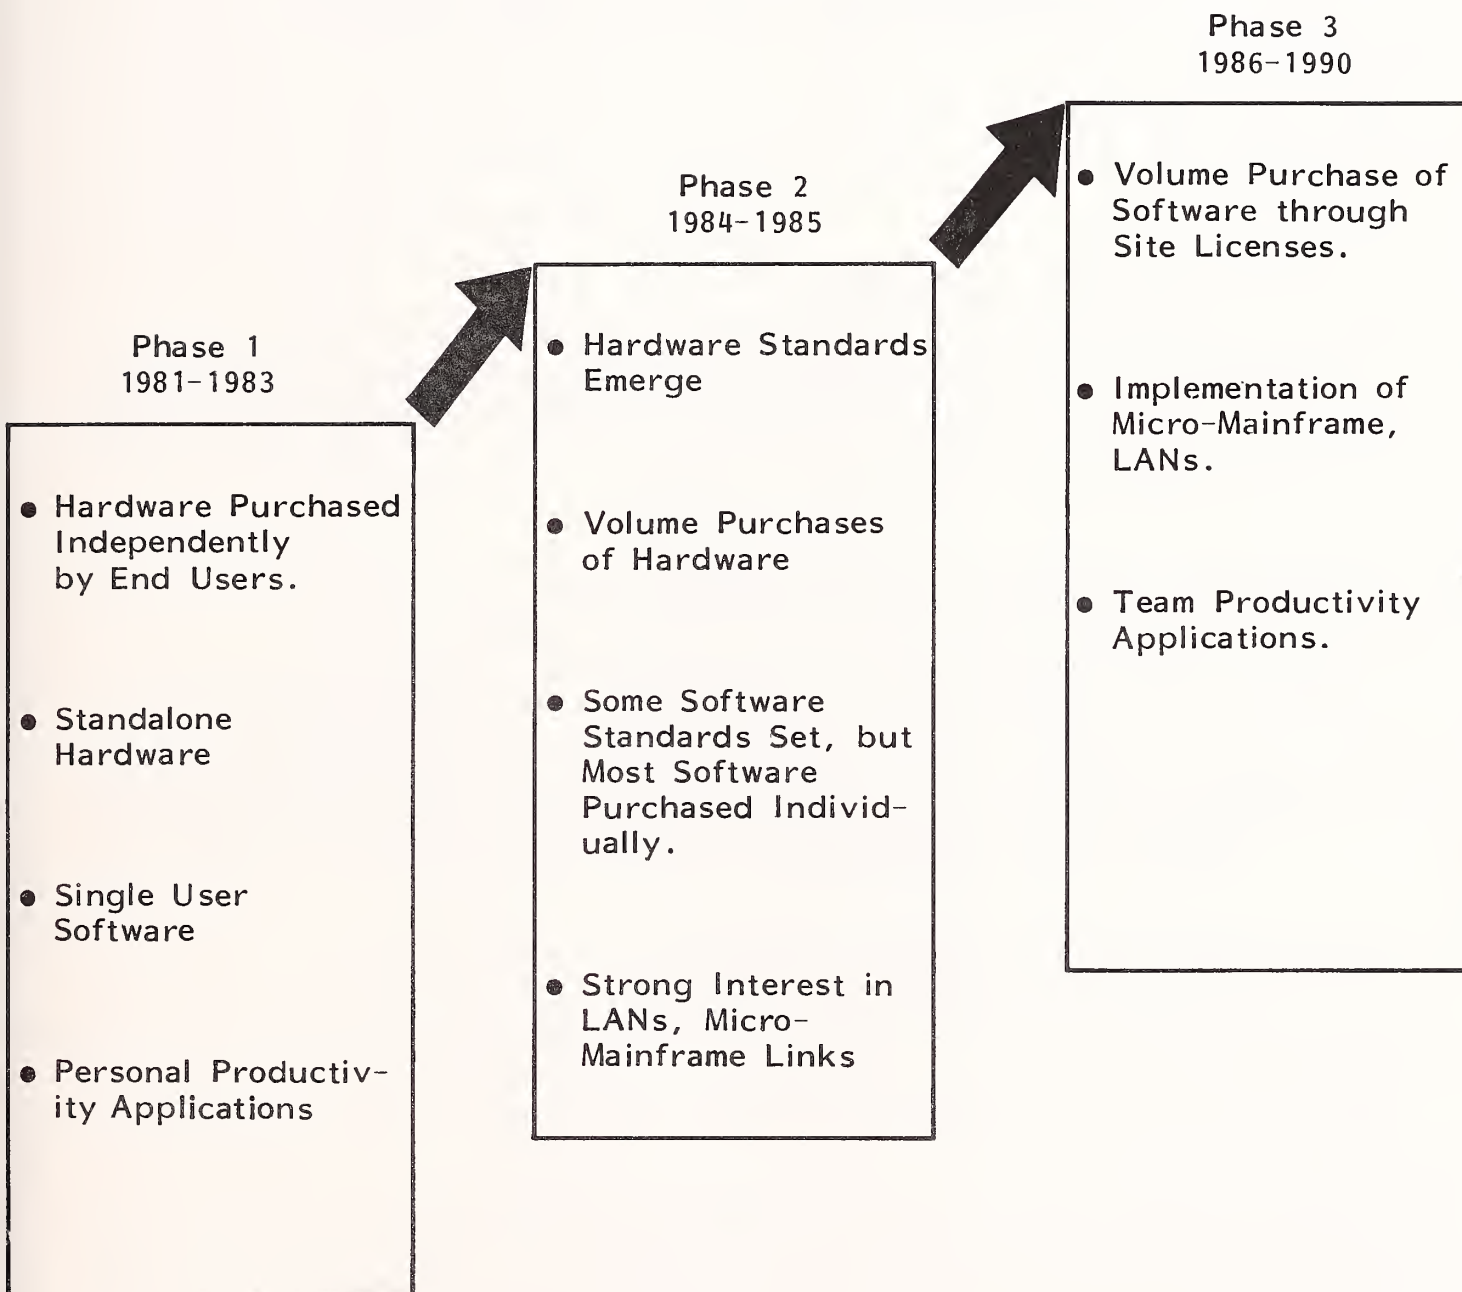 Phase 1
1981-1983
● Hardware Purchased
Independently
by End Users.
● Standalone
Hardware
● Single User
Software
● Personal Productiv-
ity Applications
Phase 2
1984-1985
● Hardware Standards
Emerge
● Volume Purchases
of Hardware
● Some Software
Standards Set, but
Most Software
Purchased Individ-
ually.
● Strong Interest in
LANs, Micro-
Mainframe Links
Phase 3
1986-1990
● Volume Purchase of
Software through
Site Licenses.
● Implementation of
Micro-Mainframe,
LANs.
● Team Productivity
Applications.